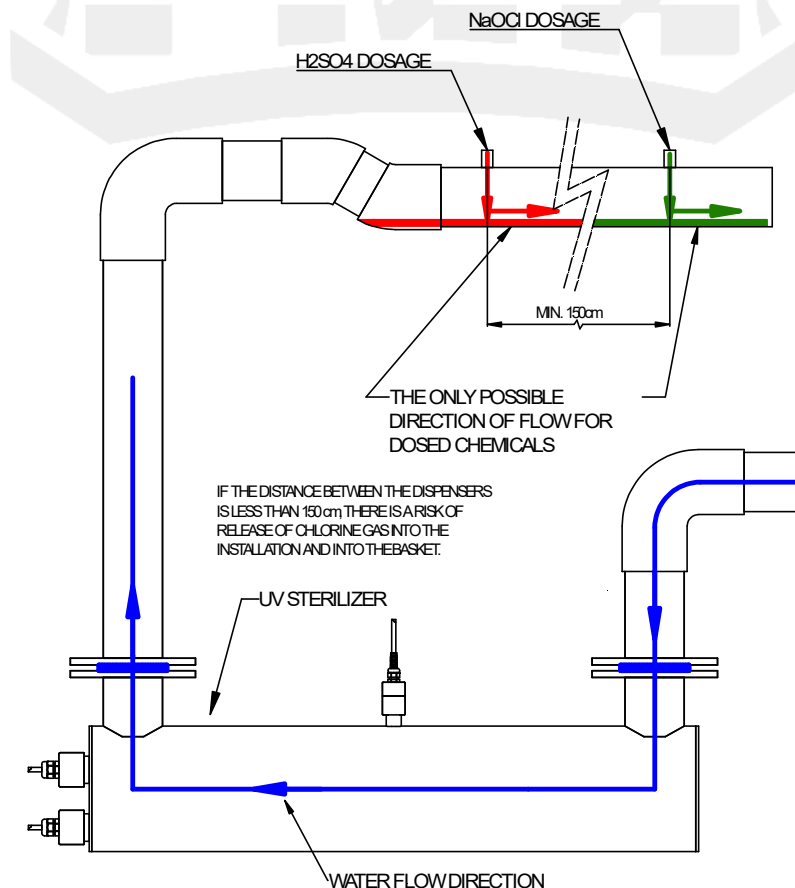 NaOCl DOSAGE
H2SO4 DOSAGE
MIN. 150cm
THE ONLY POSSIBLE
DIRECTION OF FLOW FOR
DOSED CHEMICALS
IF THE DISTANCE BETWEEN THE DISPENSERS
IS LESS THAN 150 cm, THERE IS A RISK OF
RELEASE OF CHLORINE GAS INTO THE
INSTALLATION AND INTO THE BASKET.
UV STERILIZER
WATER FLOW DIRECTION